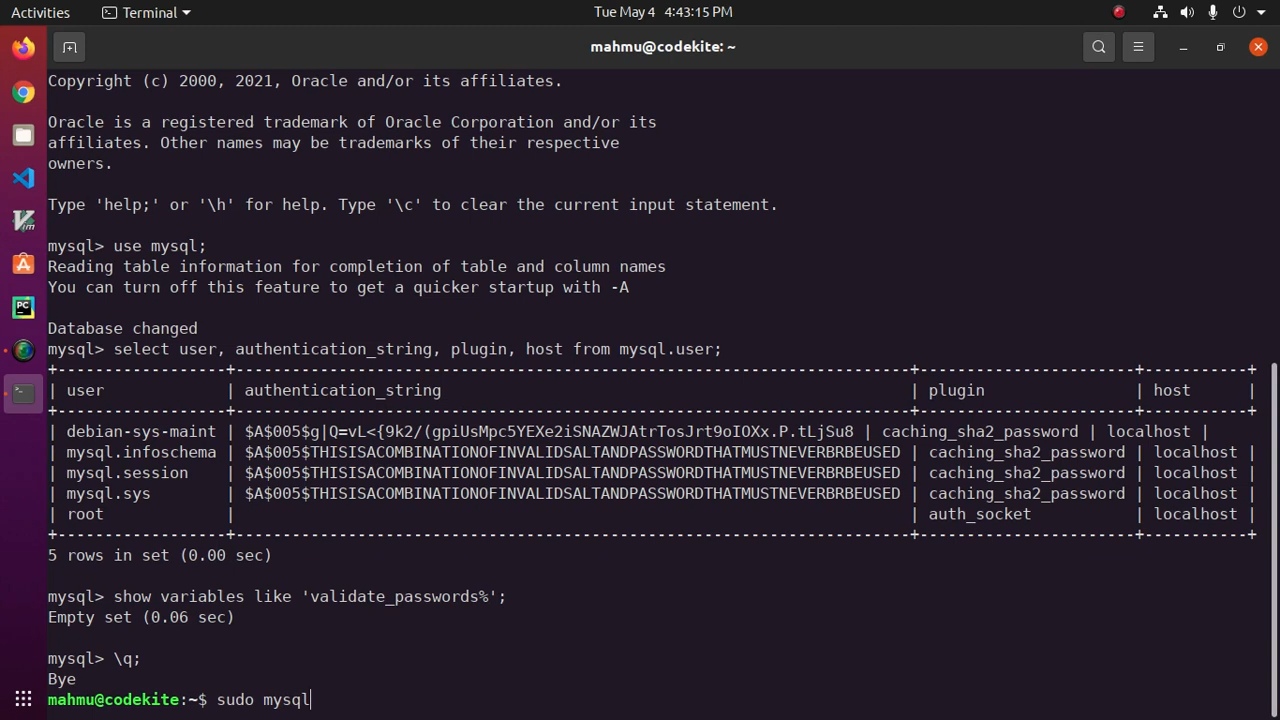 Activities
Terminal
Tue May 4 4:43:15 PM
mahmu@codekite: ~
Copyright (c) 2000, 2021, Oracle and/or its affiliates.
Oracle is a registered trademark of Oracle Corporation and/or its
affiliates. Other names may be trademarks of their respective
owners.
Type 'help;' or '\h' for help. Type '\c' to clear the current input statement.
mysql> use mysql;
Reading table information for completion of table and column names
You can turn off this feature to get a quicker startup with -A
Database changed
mysql> select user, authentication_string, plugin, host from mysql.user;
+------------------+------------------------------------------------------------------------+-----------------------+-----------+
| user             | authentication_string                                                  | plugin                | host      |
+------------------+------------------------------------------------------------------------+-----------------------+-----------+
| debian-sys-maint | $A$005$g|Q=vL<{9k2/(gpiUsMpc5YEXe2iSNAZWJAtrTosJrt9oIOXx.P.tLjSu8 | caching_sha2_password | localhost |
| mysql.infoschema | $A$005$THISISACOMBINATIONOFINVALIDSALTANDPASSWORDTHATMUSTNEVERBRBEUSED | caching_sha2_password | localhost |
| mysql.session    | $A$005$THISISACOMBINATIONOFINVALIDSALTANDPASSWORDTHATMUSTNEVERBRBEUSED | caching_sha2_password | localhost |
| mysql.sys        | $A$005$THISISACOMBINATIONOFINVALIDSALTANDPASSWORDTHATMUSTNEVERBRBEUSED | caching_sha2_password | localhost |
| root             |                                                                        | auth_socket           | localhost |
+------------------+------------------------------------------------------------------------+-----------------------+-----------+
5 rows in set (0.00 sec)
mysql> show variables like 'validate_passwords%';
Empty set (0.06 sec)
mysql> \q;
Bye
mahmu@codekite:~$ sudo mysql